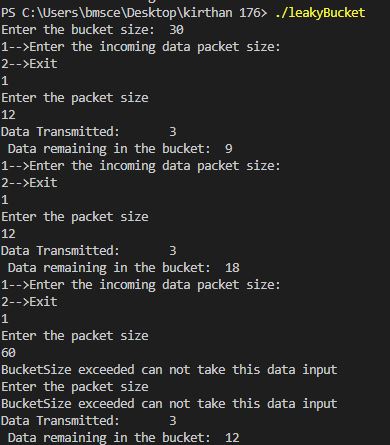 PS C:\Users\bmsce\Desktop\kirthan 176> ./leakyBucket
Enter the bucket size:  30
1-->Enter the incoming data packet size:
2-->Exit
1
Enter the packet size
12
Data Transmitted:       3
 Data remaining in the bucket:  9
1-->Enter the incoming data packet size:
2-->Exit
1
Enter the packet size
12
Data Transmitted:       3
 Data remaining in the bucket:  18
1-->Enter the incoming data packet size:
2-->Exit
1
Enter the packet size
60
BucketSize exceeded can not take this data input
Enter the packet size
BucketSize exceeded can not take this data input
Data Transmitted:       3
 Data remaining in the bucket:  12